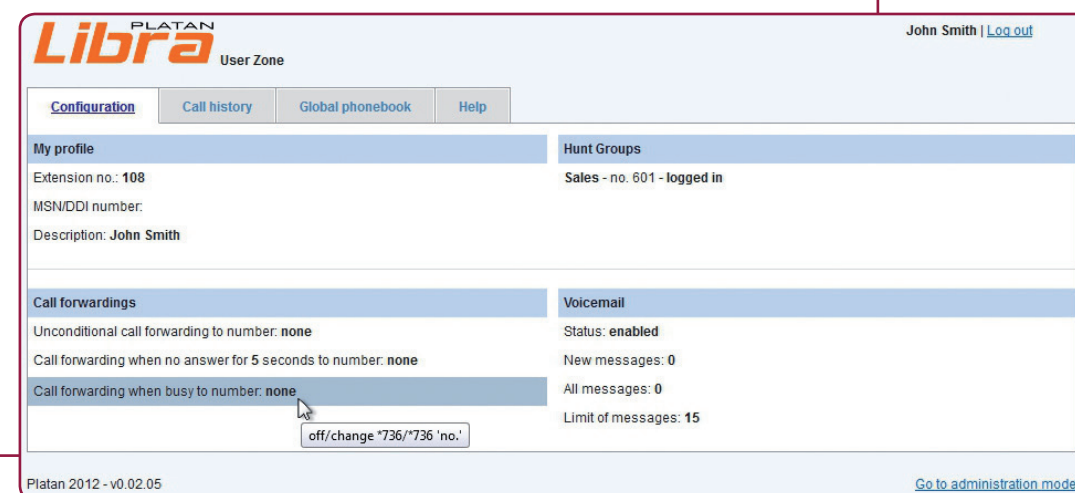 PLATAN
Libra User Zone
John Smith | Log out
Configuration Call history Global phonebook Help
My profile
Extension no.: 108
MSN/DDI number:
Description: John Smith
Hunt Groups
Sales - no. 601 - logged in
Call forwardings
Unconditional call forwarding to number: none
Call forwarding when no answer for 5 seconds to number: none
Call forwarding when busy to number: none
off/change *736/*736 'no.'
Voicemail
Status: enabled
New messages: 0
All messages: 0
Limit of messages: 15
Platan 2012 - v0.02.05
Go to administration mode